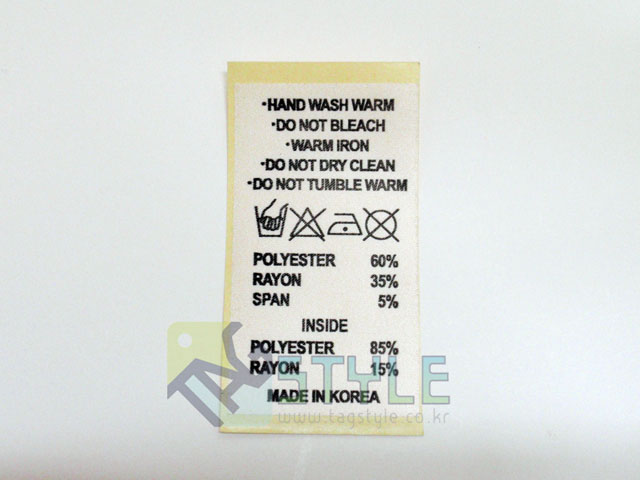 ·HAND WASH WARM
·DO NOT BLEACH
·WARM IRON
·DO NOT DRY CLEAN
·DO NOT TUMBLE WARM
POLYESTER 60%
RAYON 35%
SPAN 5%
INSIDE
POLYESTER 85%
RAYON 15%
TAG STYLE
MADE IN KOREA
www.tagstyle.co.kr